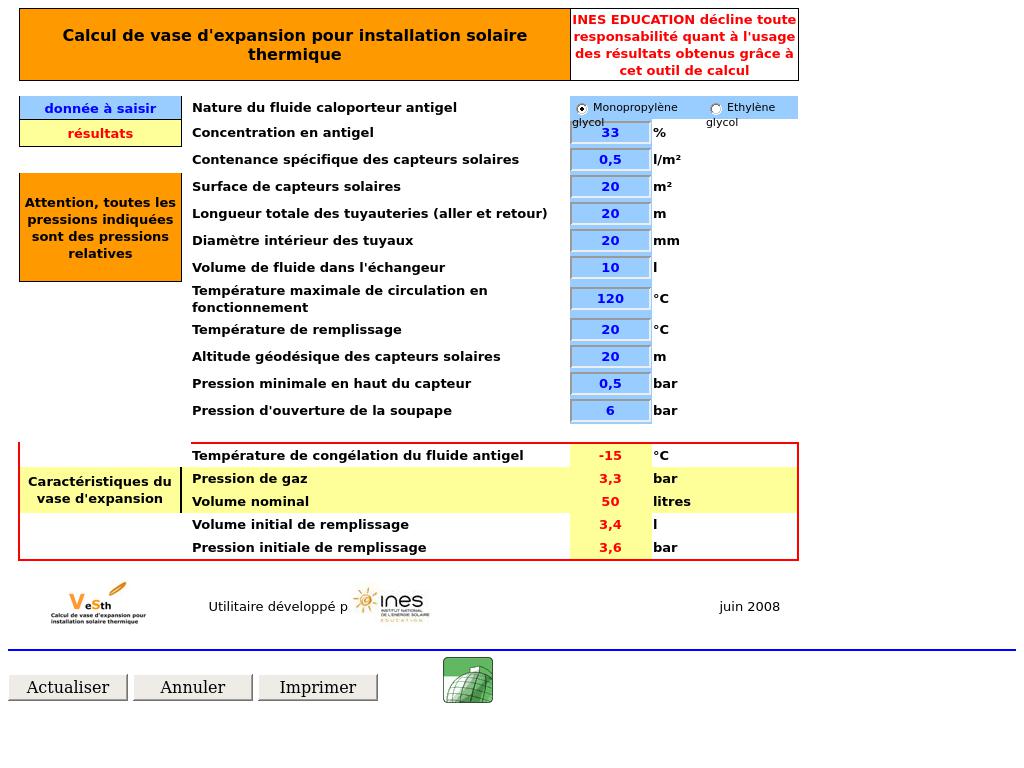 Calcul de vase d'expansion pour installation solaire
thermique
INES EDUCATION décline toute
responsabilité quant à l'usage
des résultats obtenus grâce à
cet outil de calcul
donnée à saisir
résultats
Nature du fluide caloporteur antigel
Monopropylène glycol
Ethylène glycol
Concentration en antigel 33 %
Contenance spécifique des capteurs solaires 0,5 l/m²
Attention, toutes les
pressions indiquées
sont des pressions
relatives
Surface de capteurs solaires 20 m²
Longueur totale des tuyauteries (aller et retour) 20 m
Diamètre intérieur des tuyaux 20 mm
Volume de fluide dans l'échangeur 10 l
Température maximale de circulation en
fonctionnement 120 °C
Température de remplissage 20 °C
Altitude géodésique des capteurs solaires 20 m
Pression minimale en haut du capteur 0,5 bar
Pression d'ouverture de la soupape 6 bar
Température de congélation du fluide antigel -15 °C
Caractéristiques du
vase d'expansion
Pression de gaz 3,3 bar
Volume nominal 50 litres
Volume initial de remplissage 3,4 l
Pression initiale de remplissage 3,6 bar
VeSth
Calcul de vase d'expansion pour
installation solaire thermique
Utilitaire développé p
ines
INSTITUT NATIONAL
DE L'ENERGIE SOLAIRE
EDUCATION
juin 2008
Actualiser Annuler Imprimer